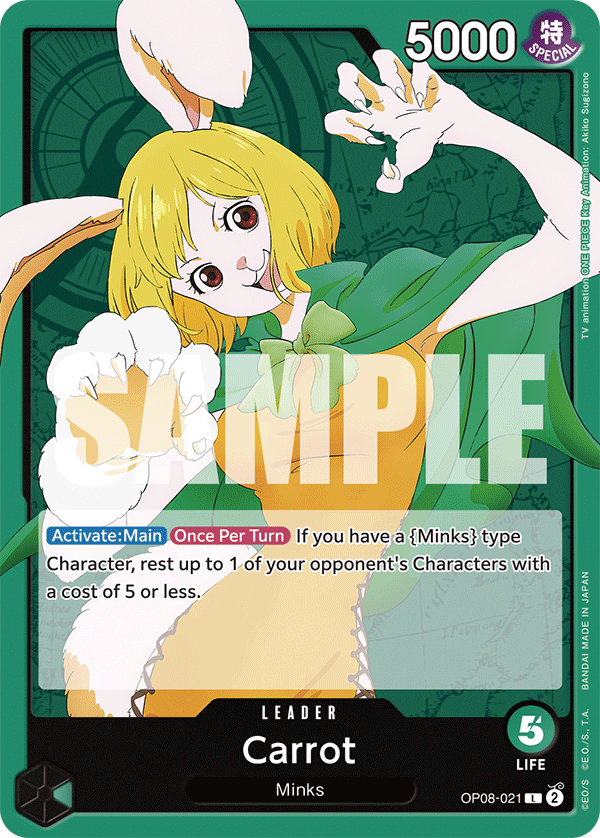 5000
特
SPECIAL
TV animation ONE PIECE Key Animation: Akiko Sugizono
SAMPLE
Activate:Main Once Per Turn If you have a {Minks} type
Character, rest up to 1 of your opponent's Characters with
a cost of 5 or less.
LEADER
Carrot
Minks
5
LIFE
OP08-021 L 2
©EO/S ©E.O./S., T.A. BANDAI MADE IN JAPAN